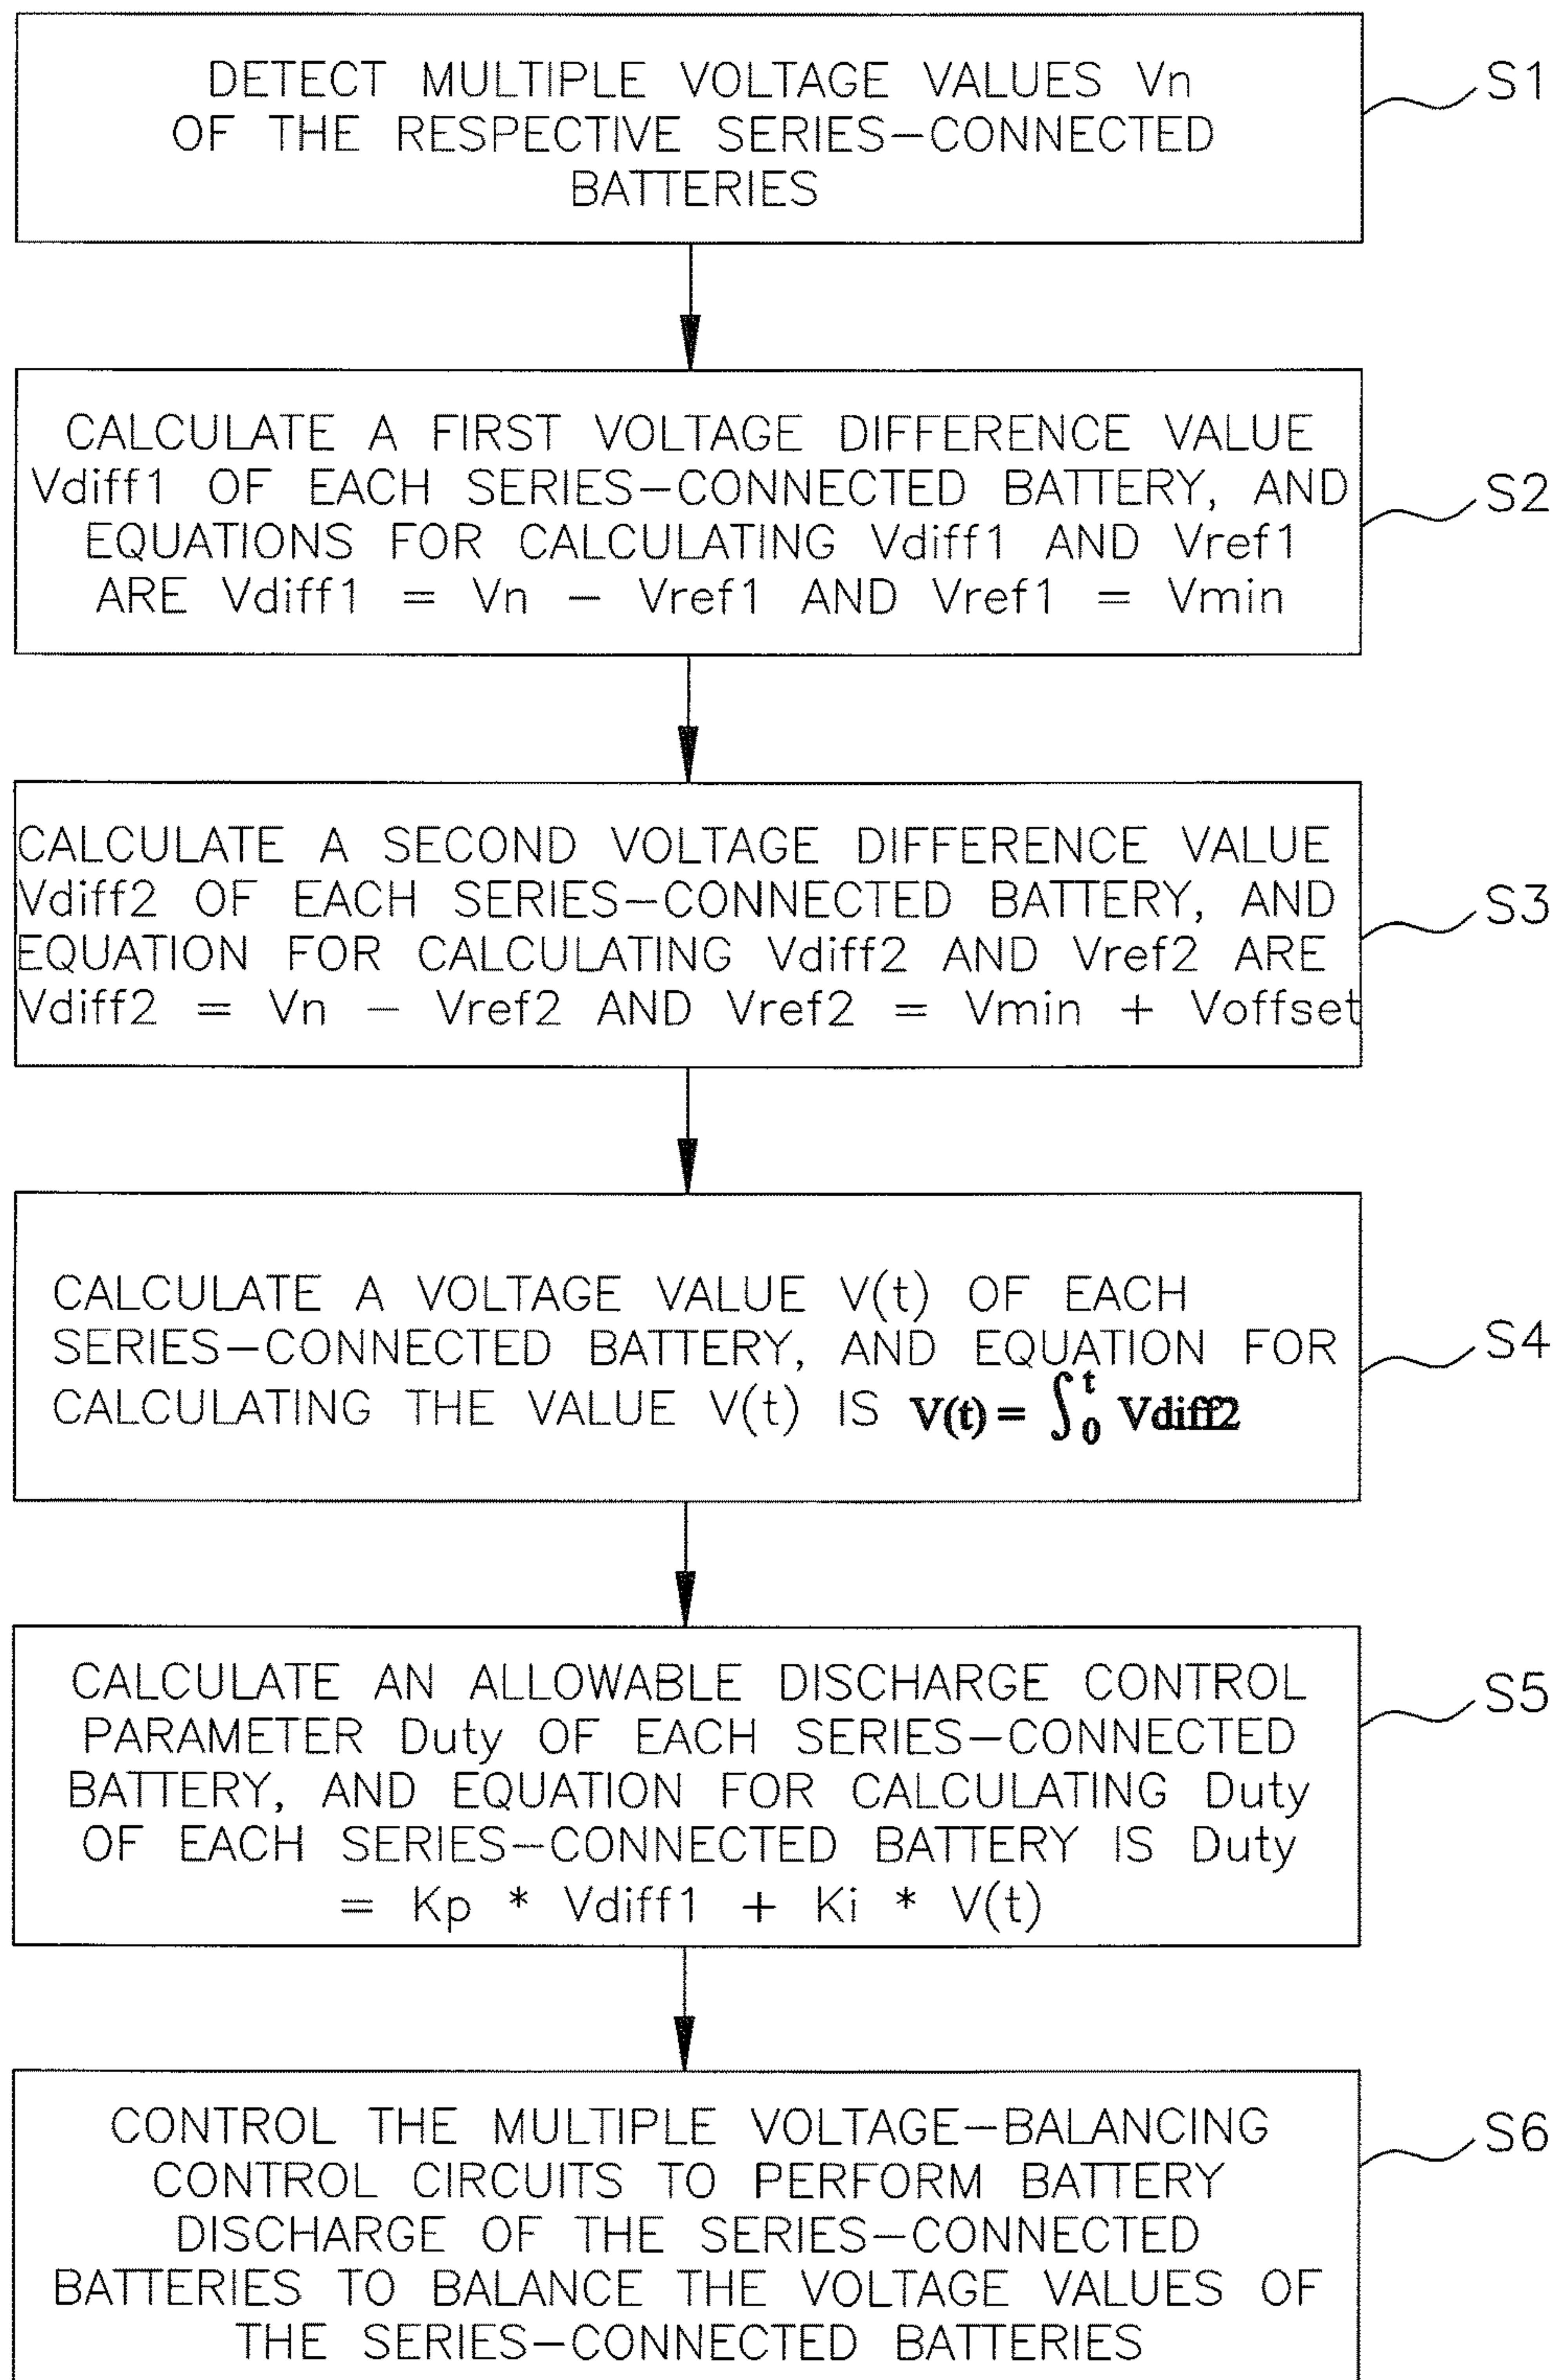 DETECT MULTIPLE VOLTAGE VALUES Vn
OF THE RESPECTIVE SERIES-CONNECTED
BATTERIES
S1
CALCULATE A FIRST VOLTAGE DIFFERENCE VALUE
Vdiff1 OF EACH SERIES-CONNECTED BATTERY, AND
EQUATIONS FOR CALCULATING Vdiff1 AND Vref1
ARE Vdiff1 = Vn - Vref1 AND Vref1 = Vmin
S2
CALCULATE A SECOND VOLTAGE DIFFERENCE VALUE
Vdiff2 OF EACH SERIES-CONNECTED BATTERY, AND
EQUATION FOR CALCULATING Vdiff2 AND Vref2 ARE
Vdiff2 = Vn - Vref2 AND Vref2 = Vmin + Voffset
S3
CALCULATE A VOLTAGE VALUE V(t) OF EACH
SERIES-CONNECTED BATTERY, AND EQUATION FOR
CALCULATING THE VALUE V(t) IS V(t) = ∫₀ᵗ Vdiff2
S4
CALCULATE AN ALLOWABLE DISCHARGE CONTROL
PARAMETER Duty OF EACH SERIES-CONNECTED
BATTERY, AND EQUATION FOR CALCULATING Duty
OF EACH SERIES-CONNECTED BATTERY IS Duty
= Kp * Vdiff1 + Ki * V(t)
S5
CONTROL THE MULTIPLE VOLTAGE-BALANCING
CONTROL CIRCUITS TO PERFORM BATTERY
DISCHARGE OF THE SERIES-CONNECTED
BATTERIES TO BALANCE THE VOLTAGE VALUES OF
THE SERIES-CONNECTED BATTERIES
S6